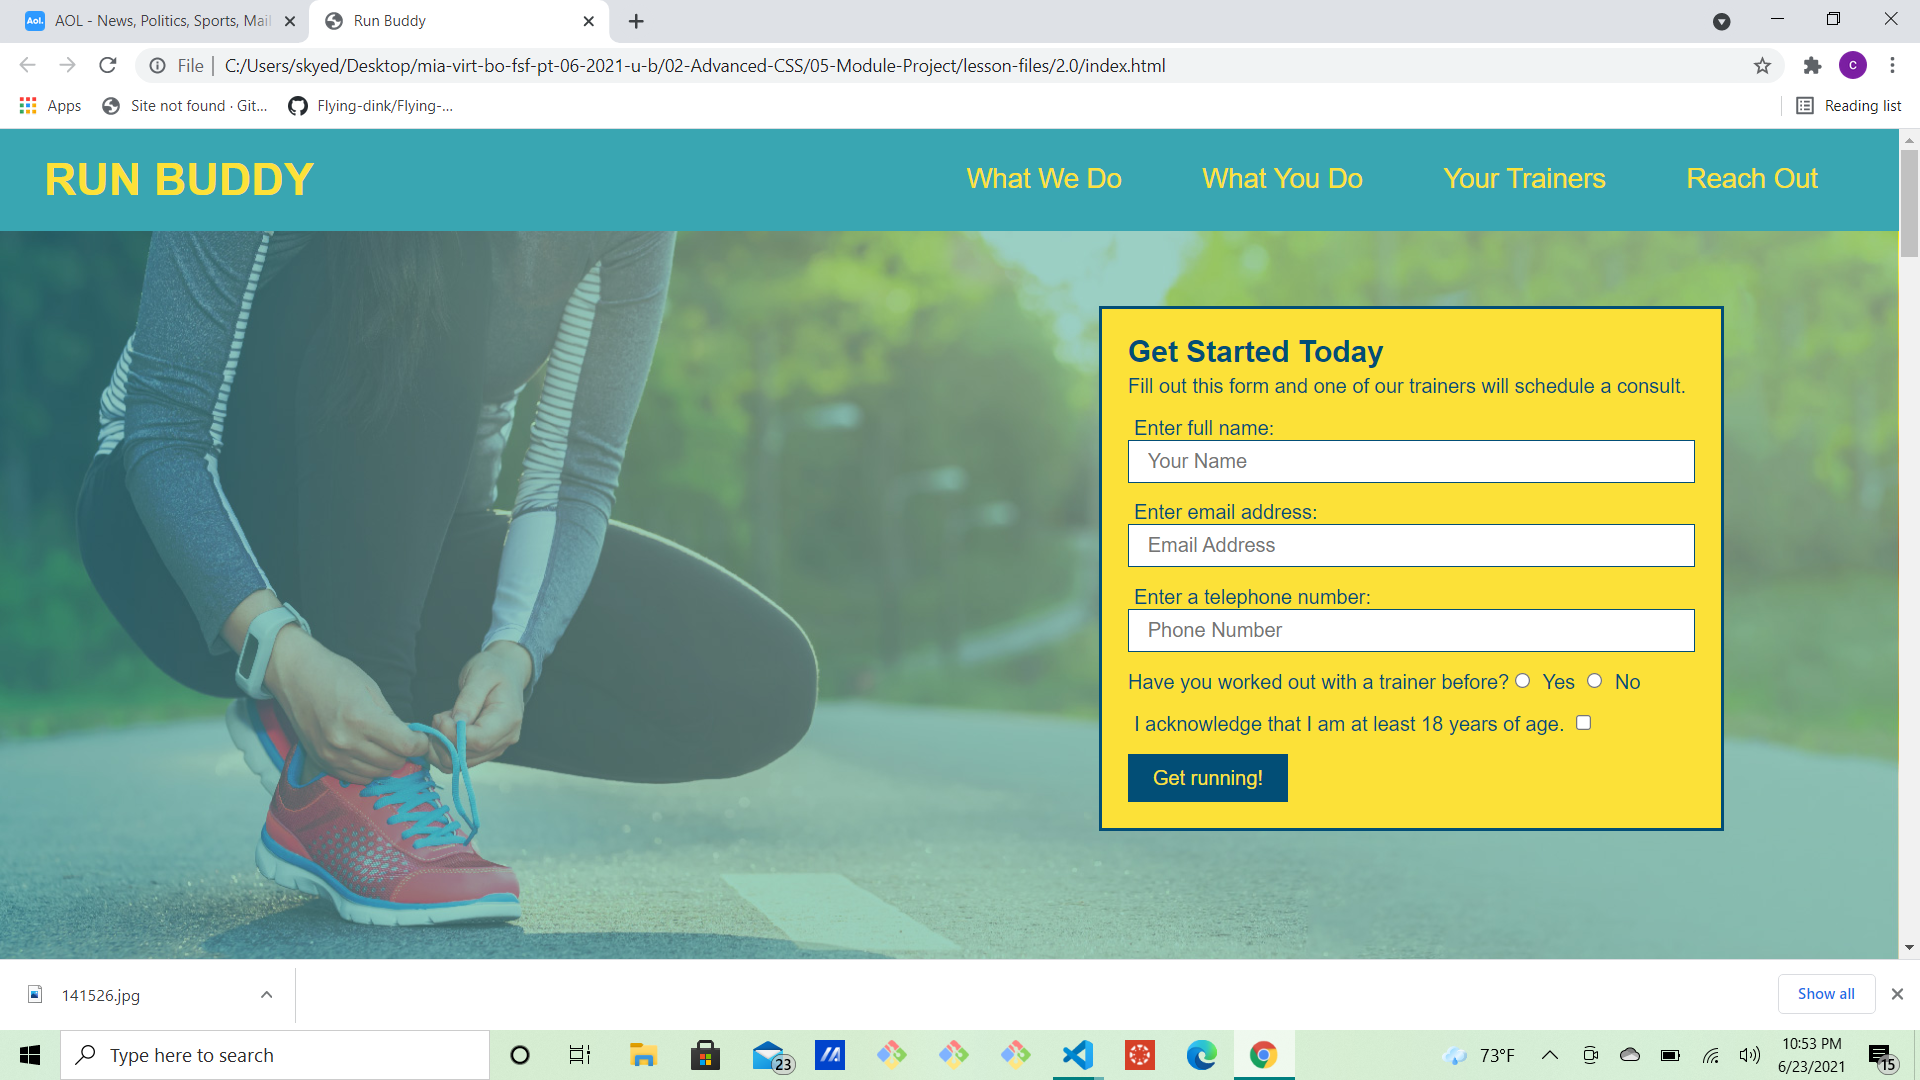 Aol.
AOL - News, Politics, Sports, Mail
Run Buddy
File
C:/Users/skyed/Desktop/mia-virt-bo-fsf-pt-06-2021-u-b/02-Advanced-CSS/05-Module-Project/lesson-files/2.0/index.html
c
Apps
Site not found · Git...
Flying-dink/Flying-...
Reading list
RUN BUDDY
What We Do
What You Do
Your Trainers
Reach Out
Get Started Today
Fill out this form and one of our trainers will schedule a consult.
Enter full name:
Your Name
Enter email address:
Email Address
Enter a telephone number:
Phone Number
Have you worked out with a trainer before? Yes No
I acknowledge that I am at least 18 years of age.
Get running!
141526.jpg
Show all
Type here to search
23
73°F
10:53 PM
6/23/2021
15